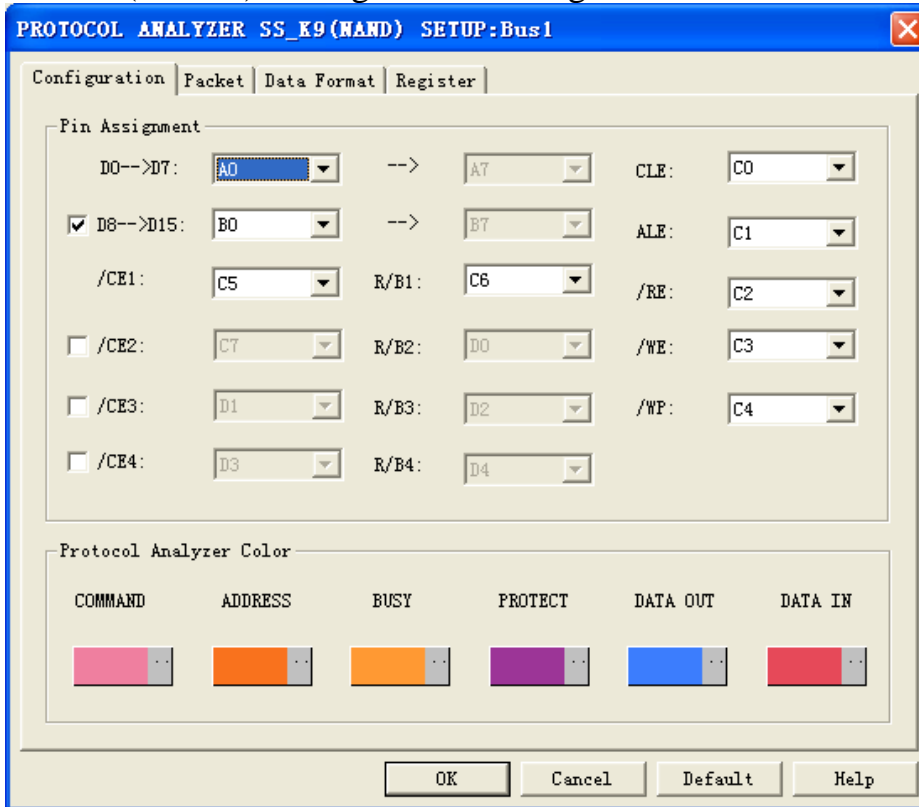 PROTOCOL ANALYZER SS_K9(NAND) SETUP:Bus1
Configuration Packet Data Format Register
Pin Assignment
D0-->D7: A0 --> A7 CLE: C0
D8-->D15: B0 --> B7 ALE: C1
/CE1: C5 R/B1: C6 /RE: C2
/CE2: C7 R/B2: D0 /WE: C3
/CE3: D1 R/B3: D2 /WP: C4
/CE4: D3 R/B4: D4
Protocol Analyzer Color
COMMAND ADDRESS BUSY PROTECT DATA OUT DATA IN
.. .. .. .. .. ..
OK Cancel Default Help